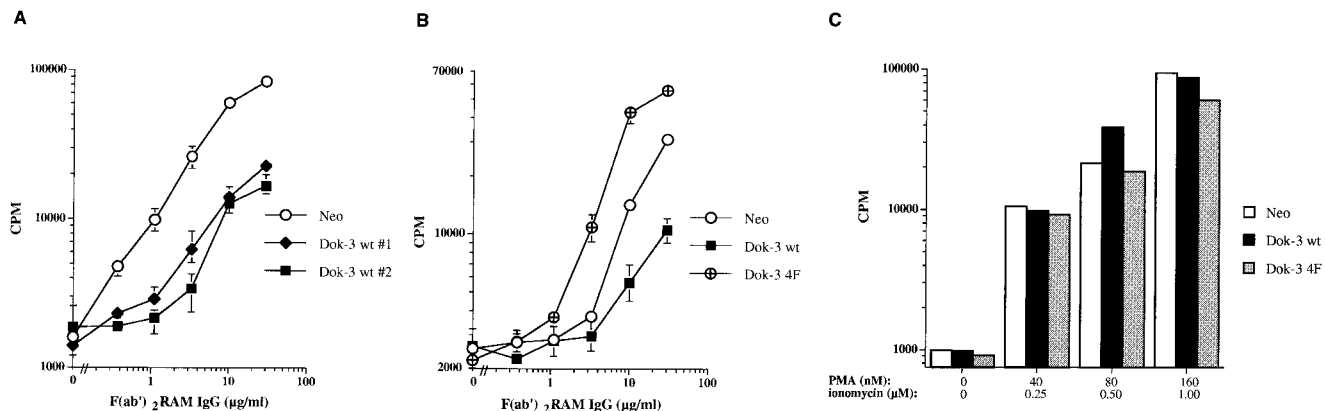 A
B
C
100000
10000
1000
CPM
0
1
10
100
F(ab')2RAM IgG (µg/ml)
Neo
Dok-3 wt #1
Dok-3 wt #2
70000
10000
2000
CPM
0
1
10
100
F(ab')2RAM IgG (µg/ml)
Neo
Dok-3 wt
Dok-3 4F
100000
10000
1000
CPM
PMA (nM): 0 40 80 160
ionomycin (µM): 0 0.25 0.50 1.00
Neo
Dok-3 wt
Dok-3 4F